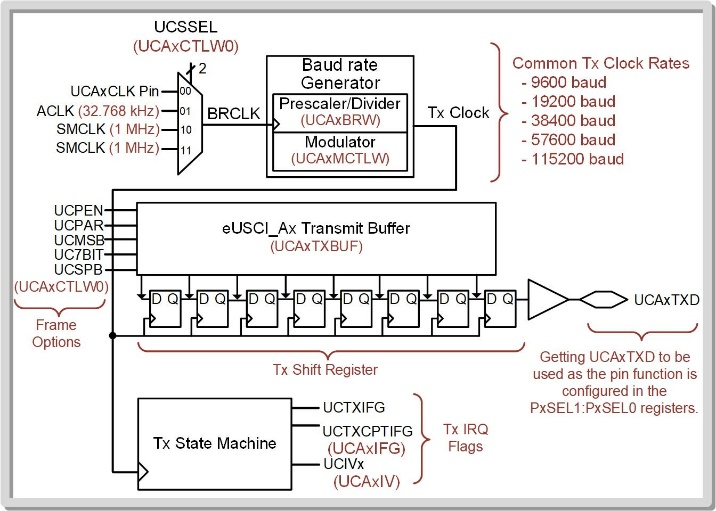 UCSSEL
(UCAxCTLW0)
2
UCAxCLK Pin
00
ACLK (32.768 kHz)
01
SMCLK (1 MHz)
10
SMCLK (1 MHz)
11
BRCLK
Baud rate
Generator
Prescaler/Divider
(UCAxBRW)
Modulator
(UCAxMCTLW)
Tx Clock
Common Tx Clock Rates
- 9600 baud
- 19200 baud
- 38400 baud
- 57600 baud
- 115200 baud
UCPEN
UCPAR
UCMSB
UC7BIT
UCSPB
(UCAxCTLW0)
Frame
Options
eUSCI_Ax Transmit Buffer
(UCAxTXBUF)
D Q D Q D Q D Q D Q D Q D Q D Q
UCAxTXD
Tx Shift Register
Getting UCAxTXD to be
used as the pin function is
configured in the
PxSEL1:PxSEL0 registers.
Tx State Machine
UCTXIFG
UCTXCPTIFG
(UCAxIFG)
UCIVx
(UCAxIV)
Tx IRQ
Flags